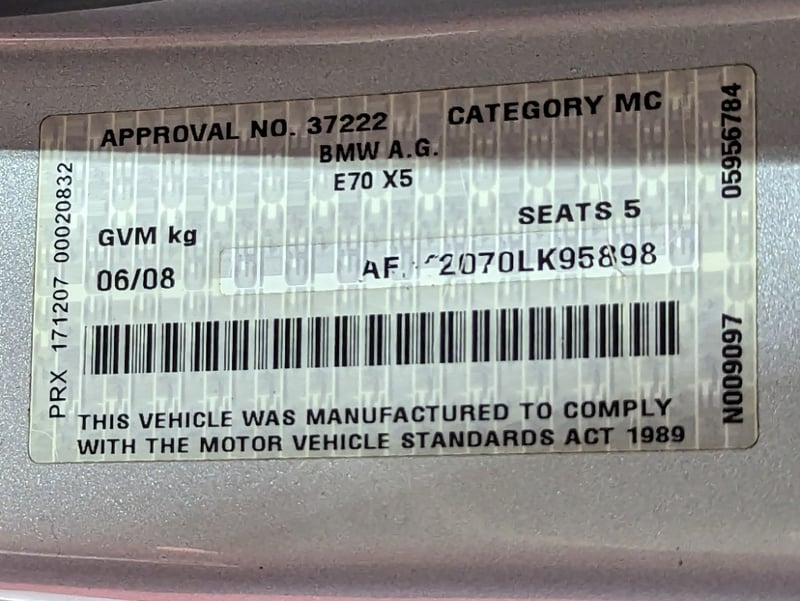 APPROVAL NO. 37222 CATEGORY MC
BMW A.G.
E70 X5
SEATS 5
GVM kg
06/08
THIS VEHICLE WAS MANUFACTURED TO COMPLY
WITH THE MOTOR VEHICLE STANDARDS ACT 1989
PRX 171207 00020832
05956784
N009097